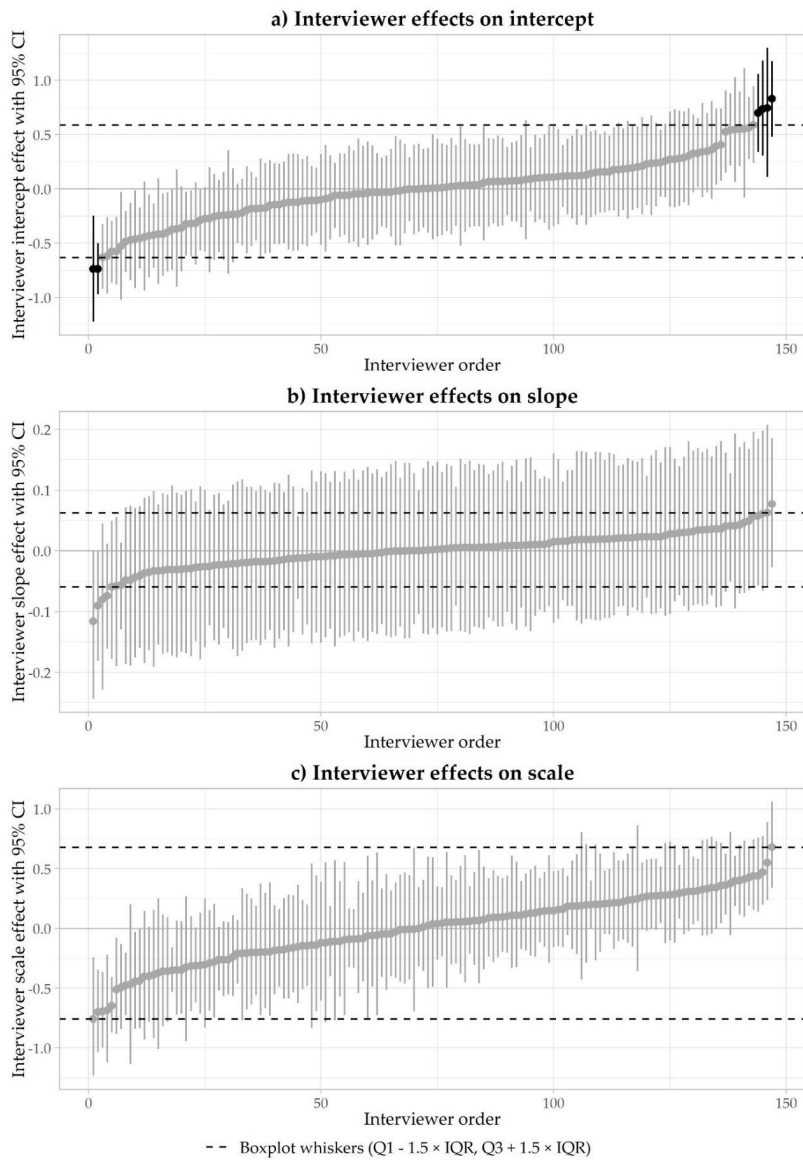 a) Interviewer effects on intercept
Interviewer intercept effect with 95% CI
1.0
0.5
0.0
-0.5
-1.0
0
50
100
150
Interviewer order
b) Interviewer effects on slope
Interviewer slope effect with 95% CI
0.2
0.1
0.0
-0.1
-0.2
0
50
100
150
Interviewer order
c) Interviewer effects on scale
Interviewer scale effect with 95% CI
1.0
0.5
0.0
-0.5
-1.0
0
50
100
150
Interviewer order
Boxplot whiskers (Q1 - 1.5 × IQR, Q3 + 1.5 × IQR)